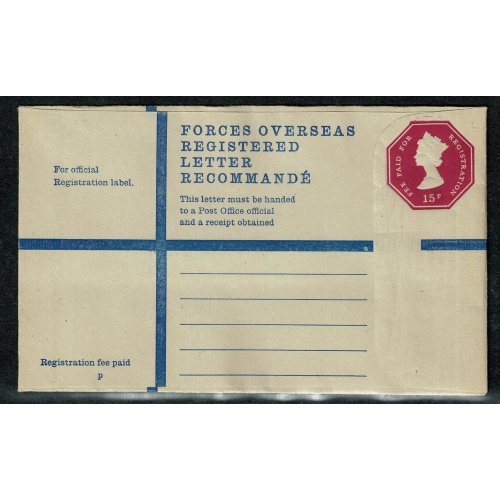 FORCES OVERSEAS
REGISTERED
LETTER
RECOMMANDÉ
This letter must be handed
to a Post Office official
and a receipt obtained
For official
Registration label.
FEE PAID FOR REGISTRATION
15P
Registration fee paid
p